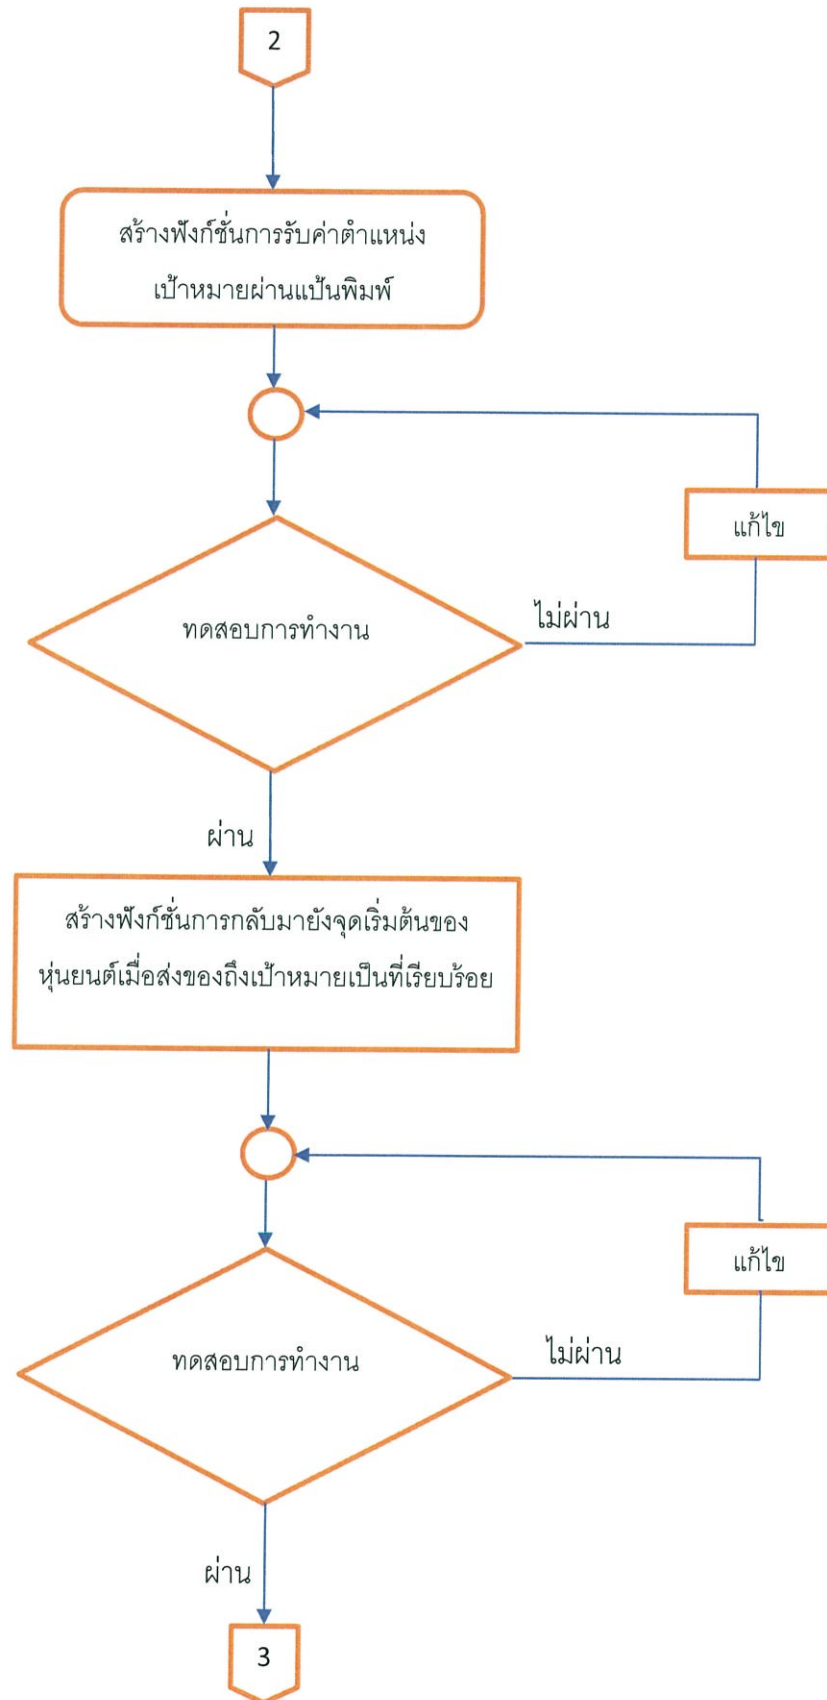 2
สร้างฟังก์ชั่นการรับค่าตำแหน่ง
เป้าหมายผ่านแป้นพิมพ์
แก้ไข
ทดสอบการทำงาน
ไม่ผ่าน
ผ่าน
สร้างฟังก์ชั่นการกลับมายังจุดเริ่มต้นของ
หุ่นยนต์เมื่อส่งของถึงเป้าหมายเป็นที่เรียบร้อย
แก้ไข
ทดสอบการทำงาน
ไม่ผ่าน
ผ่าน
3